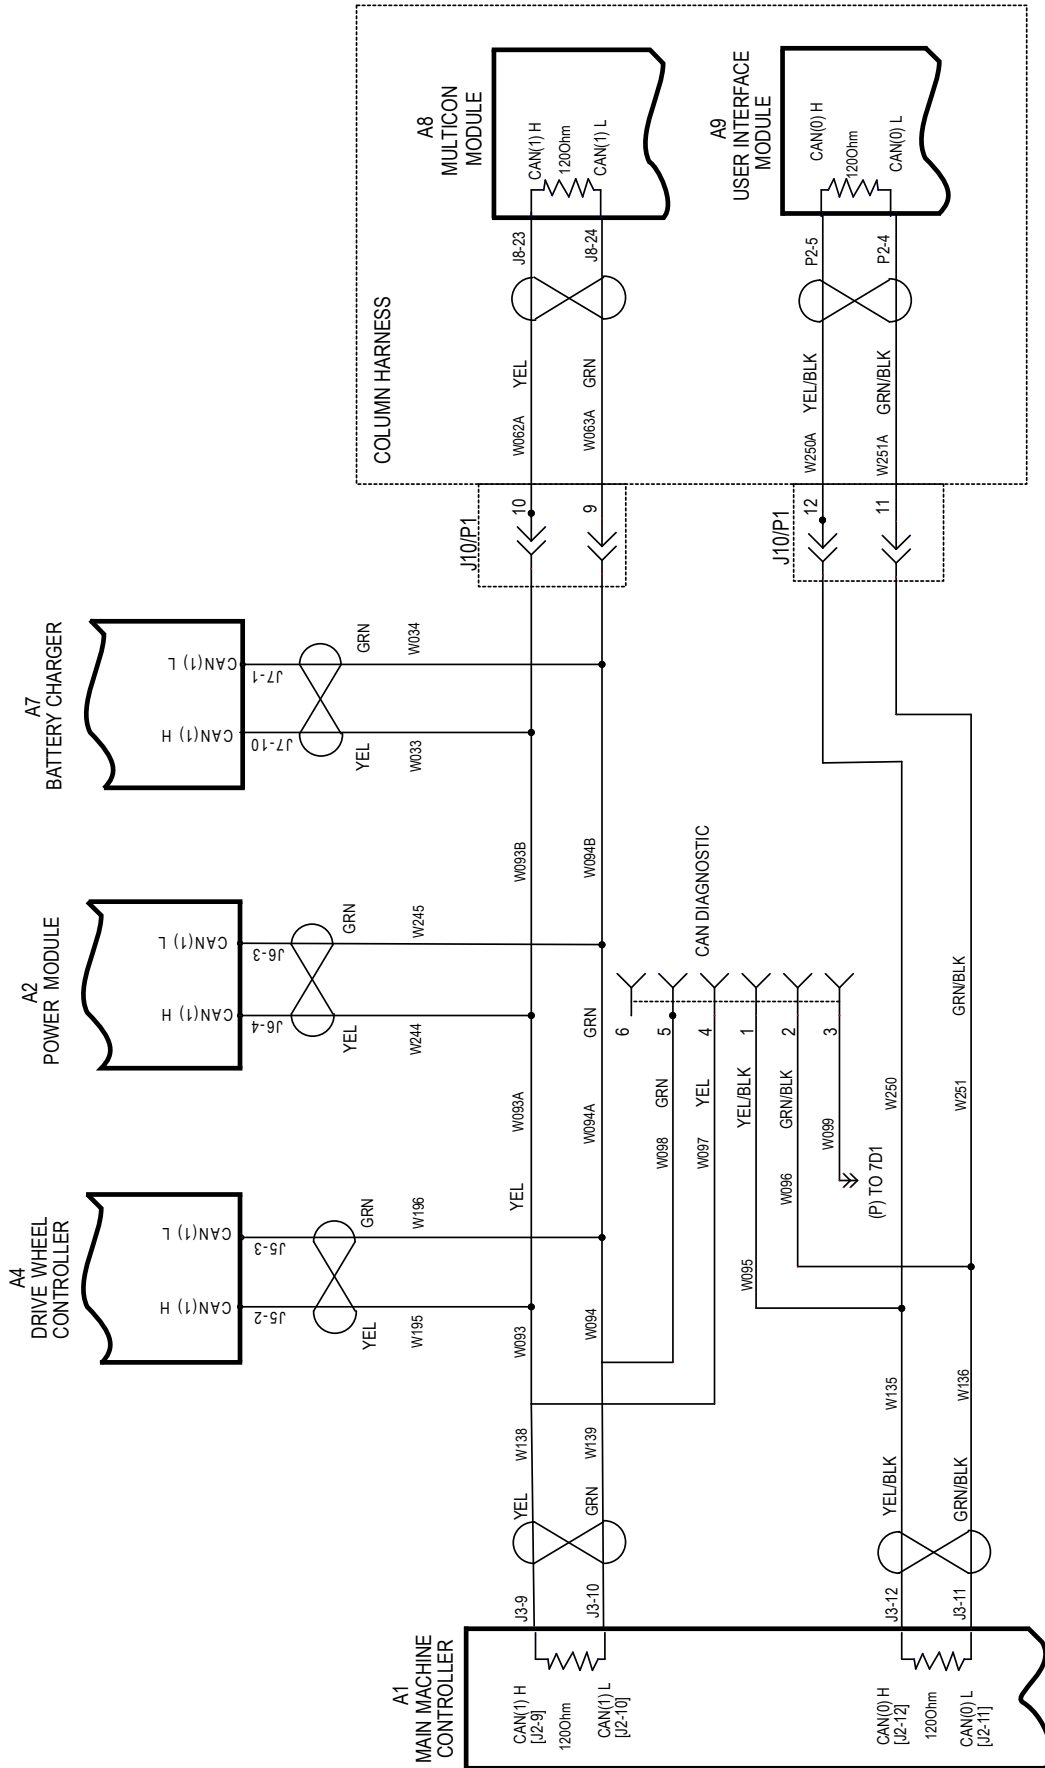 A1
MAIN MACHINE
CONTROLLER
CAN(1) H
[J2-9]
120Ohm
CAN(1) L
[J2-10]
CAN(0) H
[J2-12]
120Ohm
CAN(0) L
[J2-11]
J3-9
J3-10
J3-12
J3-11
YEL
GRN
YEL/BLK
GRN/BLK
W138
W139
W135
W136
A4
DRIVE WHEEL
CONTROLLER
CAN(1) H
CAN(1) L
J5-2
J5-3
YEL
GRN
W195
W196
W093
W094
YEL
W093A
W094A
GRN
A2
POWER MODULE
CAN(1) H
CAN(1) L
J6-4
J6-3
YEL
GRN
W244
W245
W093B
W094B
A7
BATTERY CHARGER
CAN(1) H
CAN(1) L
J7-10
J7-1
YEL
GRN
W033
W034
CAN DIAGNOSTIC
6
5
4
1
2
3
GRN
YEL
YEL/BLK
GRN/BLK
W098
W097
W095
W096
W099
(P) TO 7D1
W250
W251
GRN/BLK
J10/P1
10
9
J10/P1
12
11
COLUMN HARNESS
W062A
W063A
YEL
GRN
J8-23
J8-24
A8
MULTICON
MODULE
CAN(1) H
120Ohm
CAN(1) L
W250A
W251A
YEL/BLK
GRN/BLK
P2-5
P2-4
A9
USER INTERFACE
MODULE
CAN(0) H
120Ohm
CAN(0) L